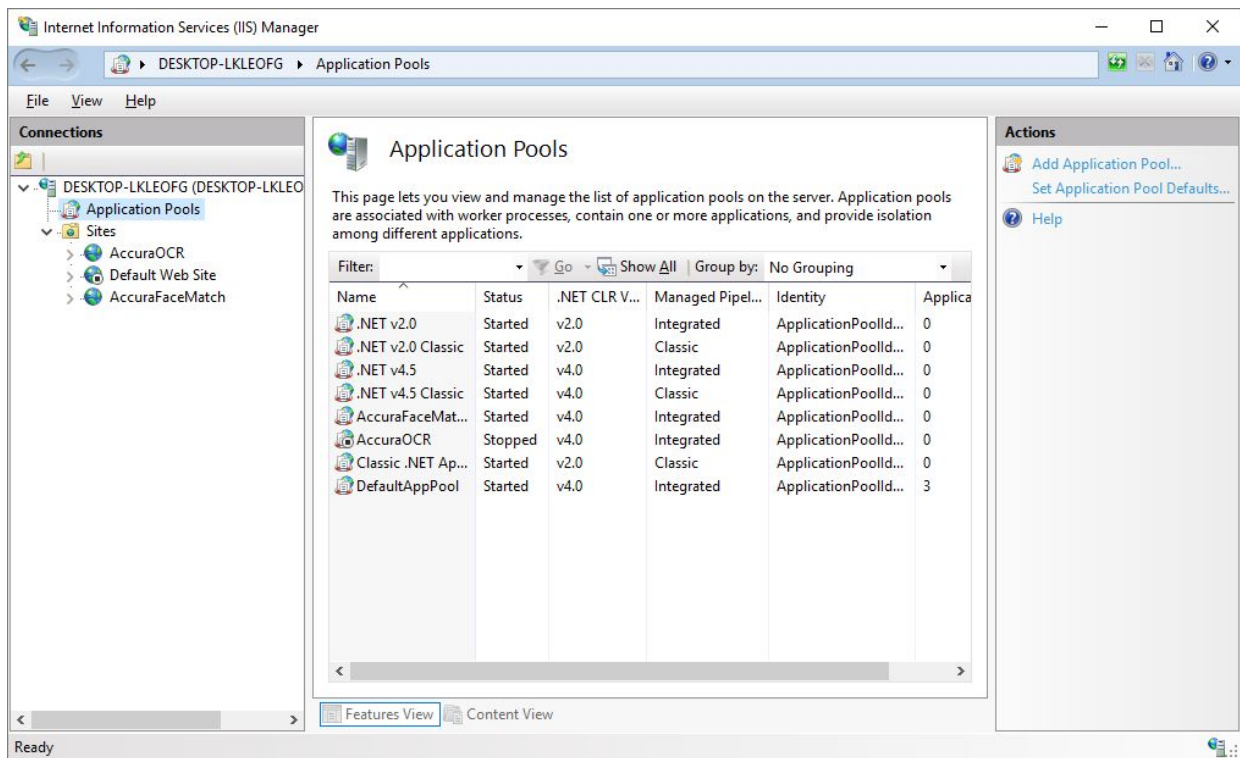 Internet Information Services (IIS) Manager
DESKTOP-LKLEOFG Application Pools
File View Help
Connections
DESKTOP-LKLEOFG (DESKTOP-LKLEO
Application Pools
Sites
AccuraOCR
Default Web Site
AccuraFaceMatch
Application Pools
This page lets you view and manage the list of application pools on the server. Application pools
are associated with worker processes, contain one or more applications, and provide isolation
among different applications.
Filter: Go Show All Group by: No Grouping
Name Status .NET CLR V... Managed Pipel... Identity Applica
.NET v2.0 Started v2.0 Integrated ApplicationPoolId... 0
.NET v2.0 Classic Started v2.0 Classic ApplicationPoolId... 0
.NET v4.5 Started v4.0 Integrated ApplicationPoolId... 0
.NET v4.5 Classic Started v4.0 Classic ApplicationPoolId... 0
AccuraFaceMat... Started v4.0 Integrated ApplicationPoolId... 0
AccuraOCR Stopped v4.0 Integrated ApplicationPoolId... 0
Classic .NET Ap... Started v2.0 Classic ApplicationPoolId... 0
DefaultAppPool Started v4.0 Integrated ApplicationPoolId... 3
Features View Content View
Actions
Add Application Pool...
Set Application Pool Defaults...
Help
Ready